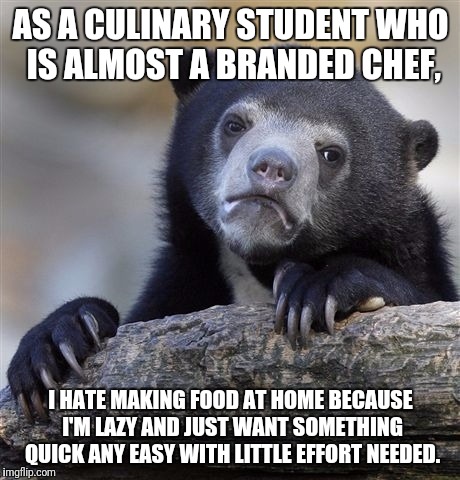 AS A CULINARY STUDENT WHO
IS ALMOST A BRANDED CHEF,
I HATE MAKING FOOD AT HOME BECAUSE
I'M LAZY AND JUST WANT SOMETHING
QUICK ANY EASY WITH LITTLE EFFORT NEEDED.
imgflip.com